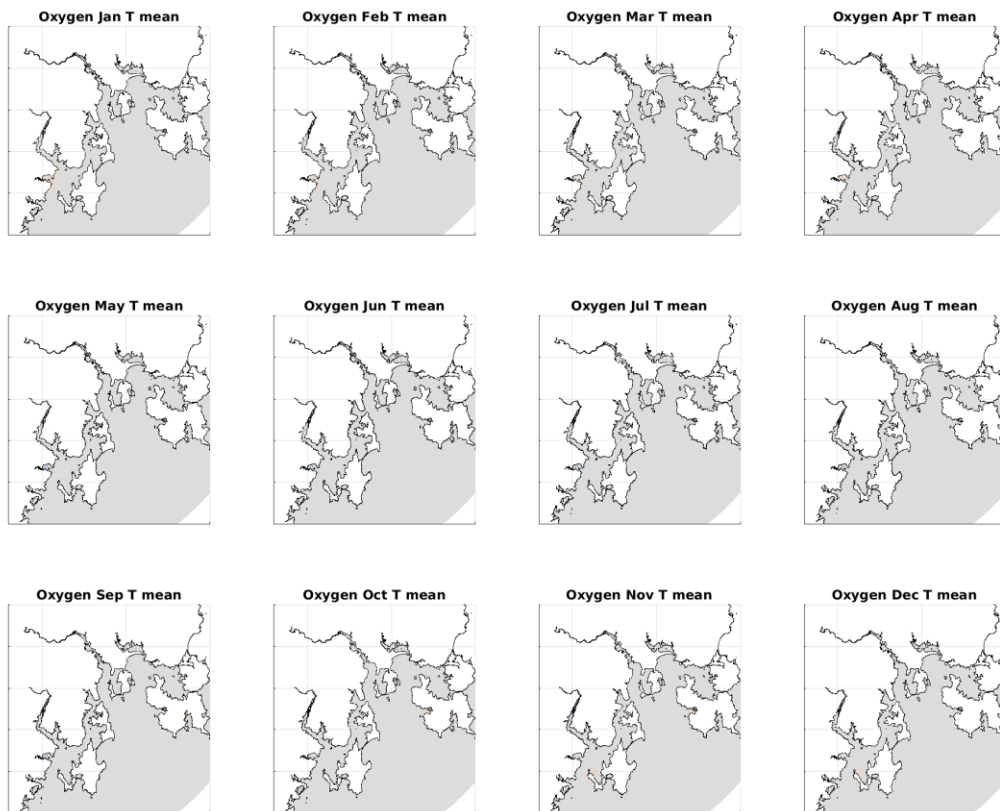 Oxygen Jan T mean
Oxygen Feb T mean
Oxygen Mar T mean
Oxygen Apr T mean
Oxygen May T mean
Oxygen Jun T mean
Oxygen Jul T mean
Oxygen Aug T mean
Oxygen Sep T mean
Oxygen Oct T mean
Oxygen Nov T mean
Oxygen Dec T mean